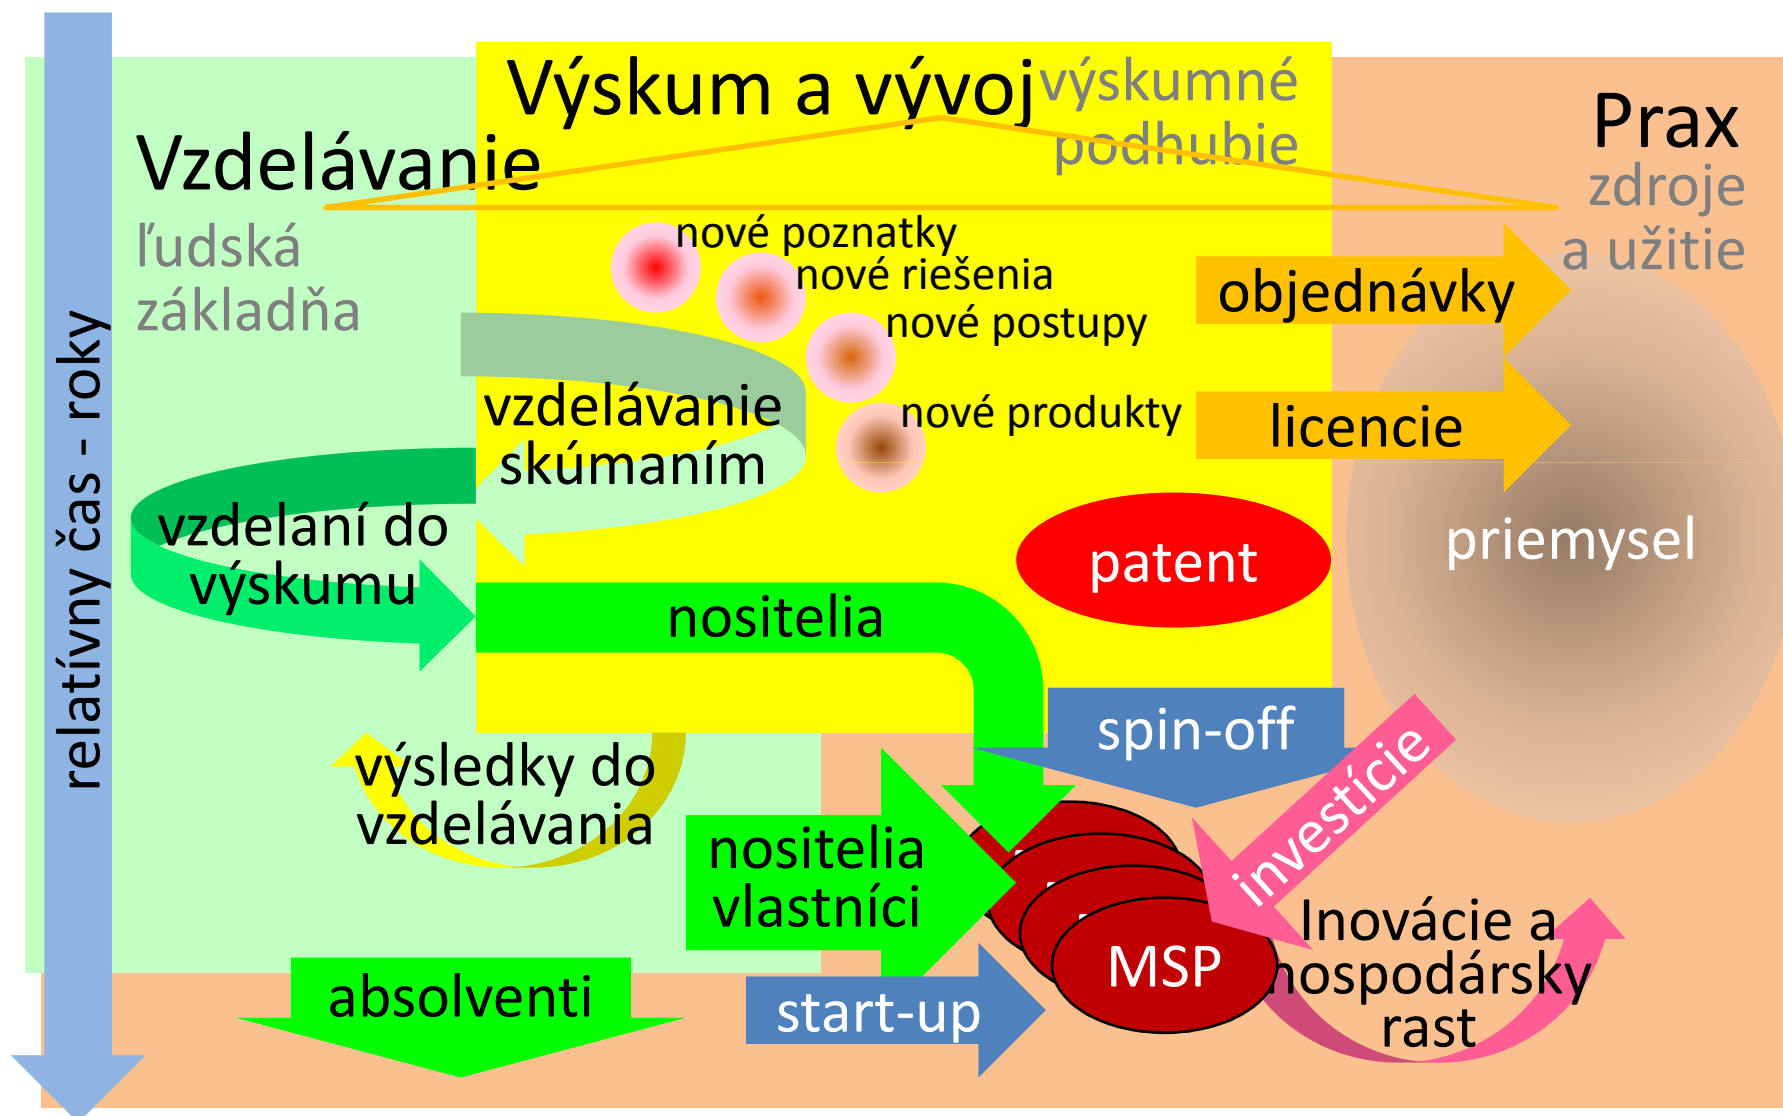 relatívny čas - roky
Vzdelávanie
ľudská
základňa
Výskum a vývoj
výskumné
podhubie
Prax
zdroje
a užitie
nové poznatky
nové riešenia
nové postupy
nové produkty
objednávky
licencie
vzdelávanie
skúmaním
vzdelaní do
výskumu
patent
priemysel
nositelia
spin-off
investície
výsledky do
vzdelávania
nositelia
vlastníci
MSP
Inovácie a
hospodársky
rast
absolventi
start-up